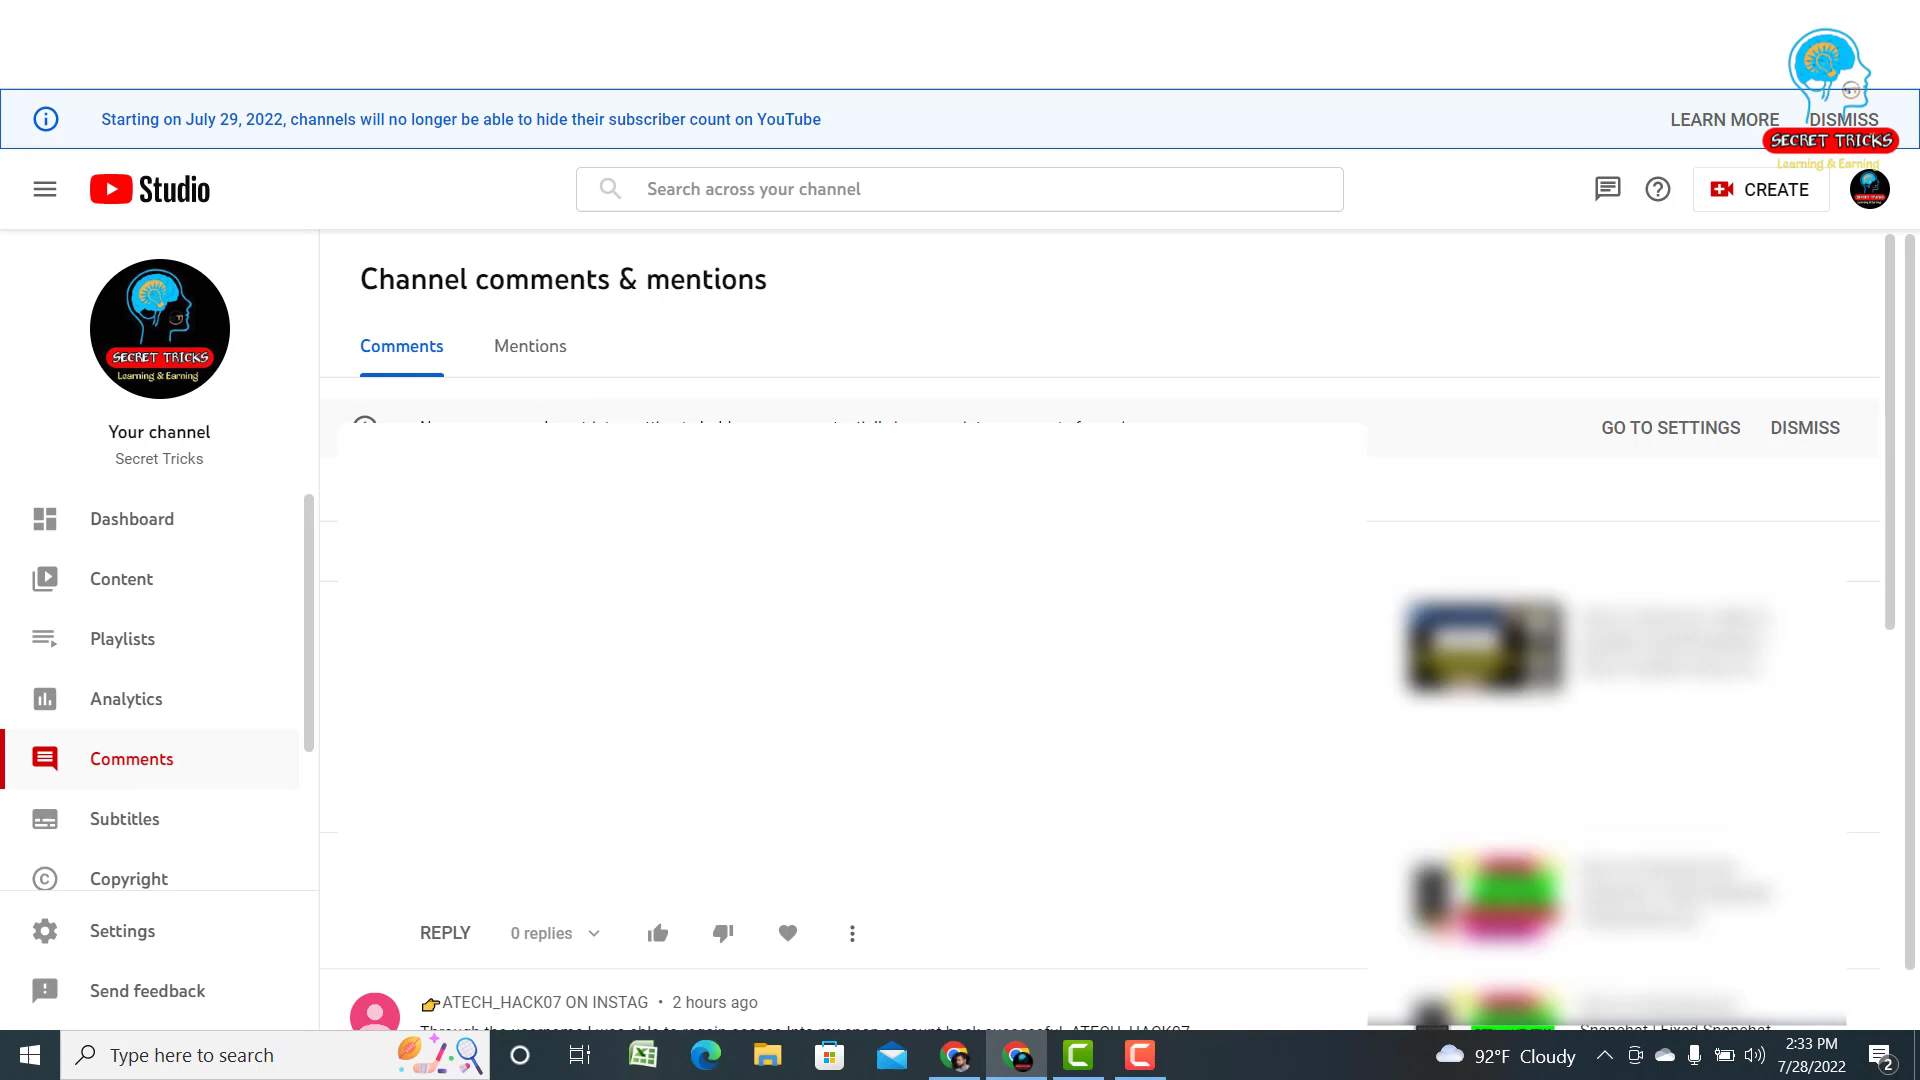 Starting on July 29, 2022, channels will no longer be able to hide their subscriber count on YouTube
LEARN MORE
DISMISS
SECRET TRICKS
Learning & Earning
Studio
Search across your channel
CREATE
SECRET TRICKS
Learning & Earning
Your channel
Secret Tricks
Dashboard
Content
Playlists
Analytics
Comments
Subtitles
Copyright
Settings
Send feedback
Channel comments & mentions
Comments
Mentions
GO TO SETTINGS
DISMISS
REPLY
0 replies
👉ATECH_HACK07 ON INSTAG • 2 hours ago
Type here to search
92°F Cloudy
2:33 PM
7/28/2022
2